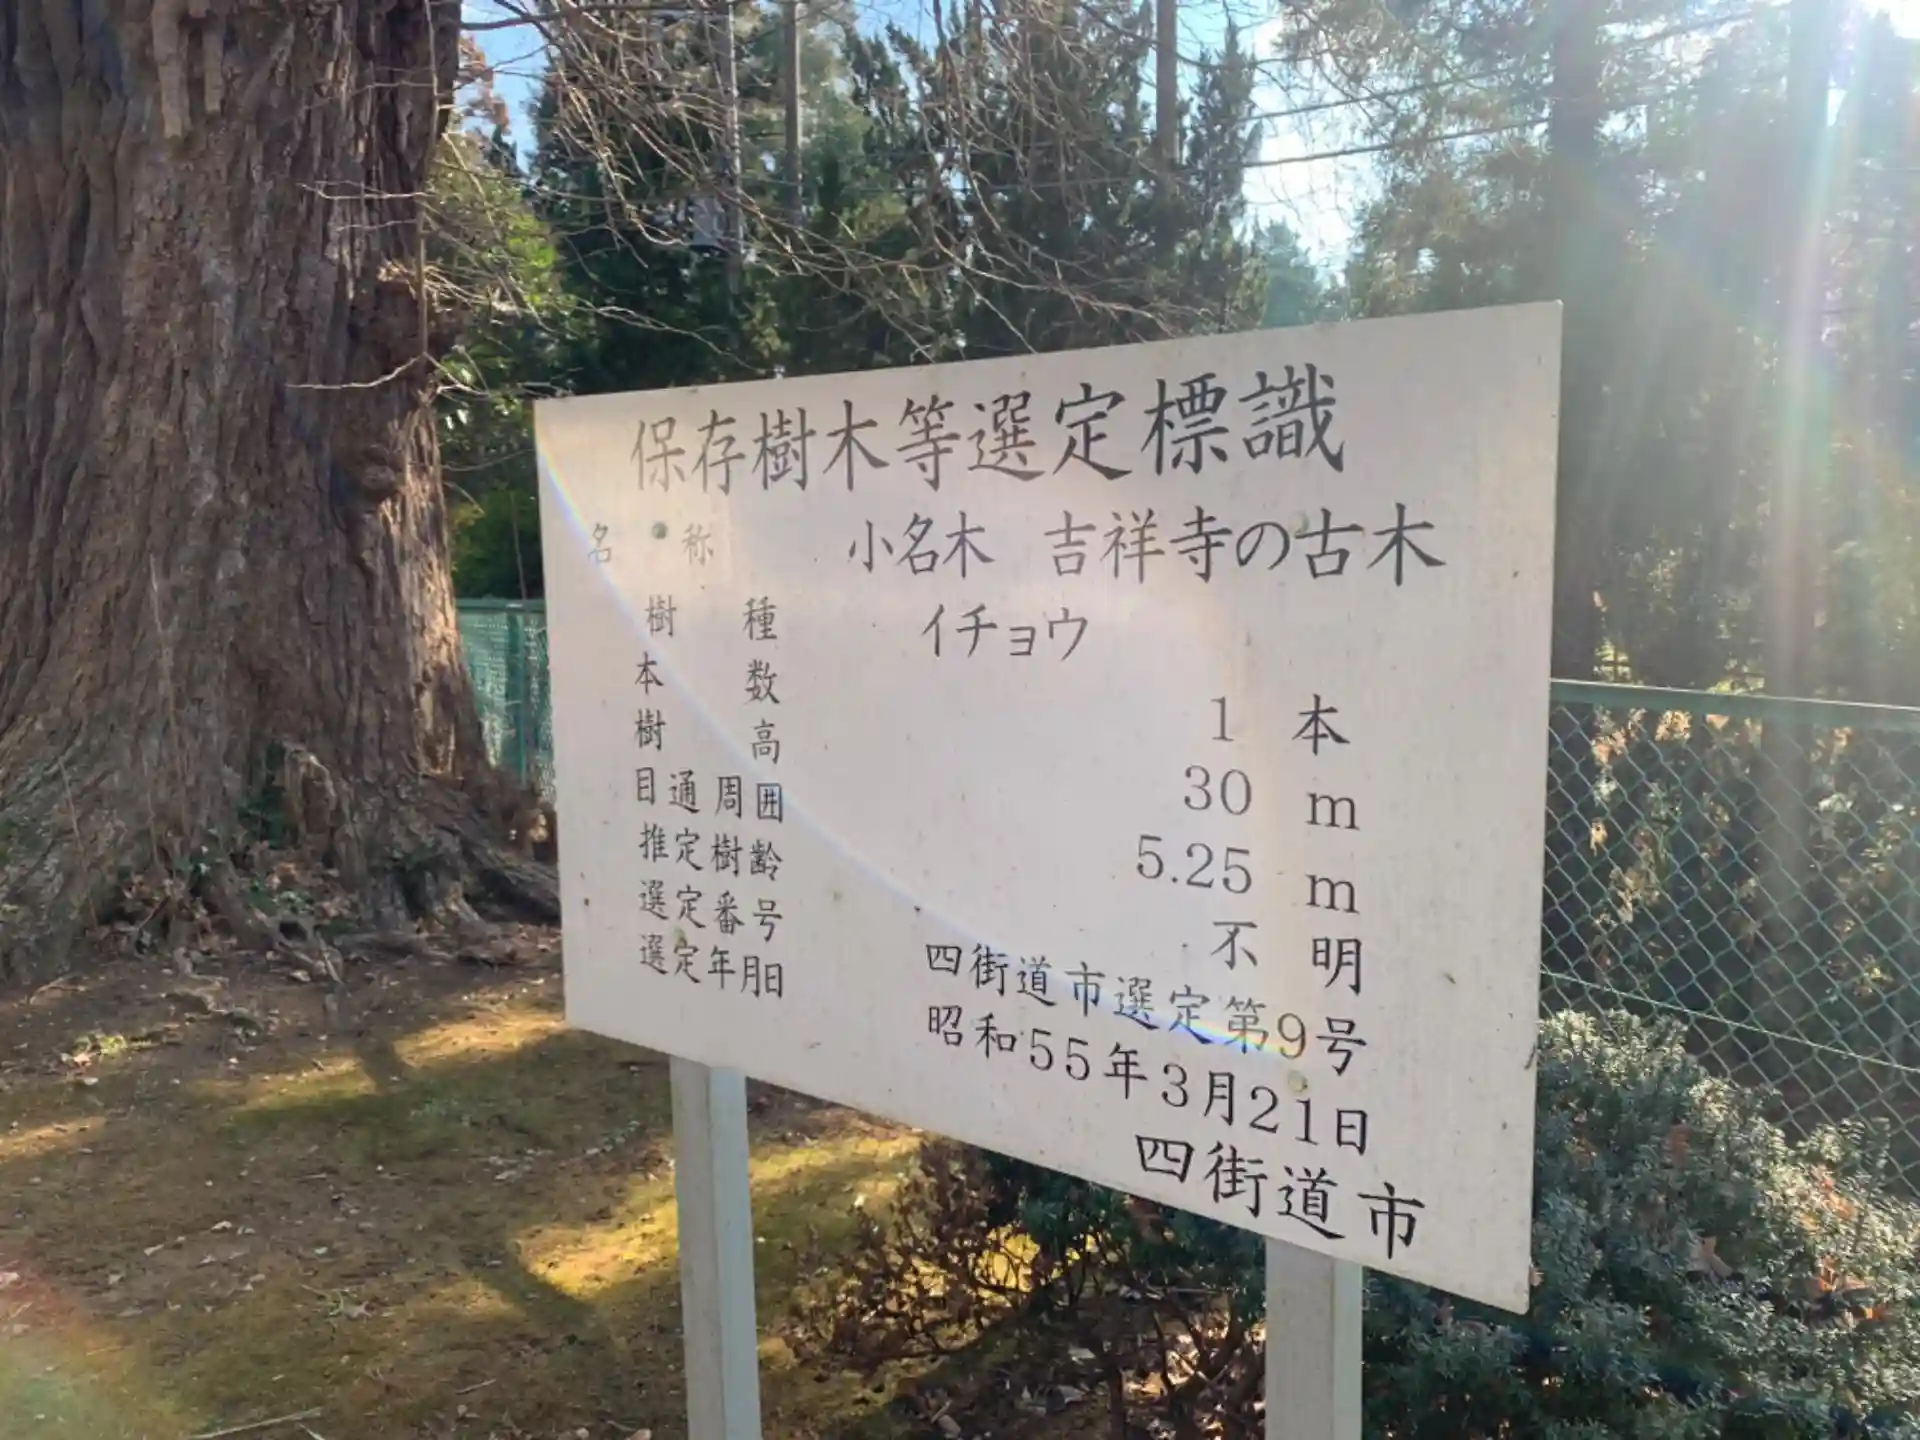 保存樹木等選定標識
名称 小名木 吉祥寺の古木
樹種 イチョウ
本数 1本
樹高 30m
目通周囲 5.25m
推定樹齢 不明
選定番号 四街道市選定第9号
選定年月日 昭和55年3月21日
四街道市